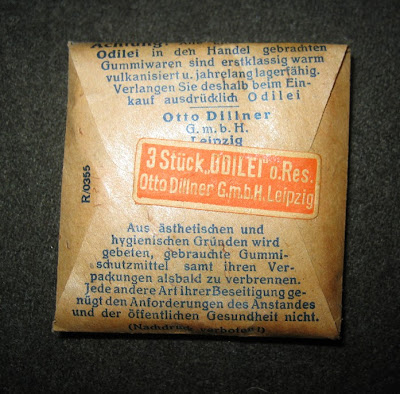 Achtung!
Odilei in den Handel gebrachten
Gummiwaren sind erstklassig warm
vulkanisiert u. jahrelang lagerfähig.
Verlangen Sie deshalb beim Ein-
kauf ausdrücklich Odilei
Otto Dillner
G.m.b.H.
Leipzig
3 Stück „ODILEI" o.Res.
Otto Dillner G.m.b.H. Leipzig
R/0355
Aus ästhetischen und
hygienischen Gründen wird
gebeten, gebrauchte Gummi-
schutzmittel samt ihren Ver-
packungen alsbald zu verbrennen.
Jede andere Art ihrer Beseitigung ge-
nügt den Anforderungen des Anstandes
und der öffentlichen Gesundheit nicht.
(Nachdruck verboten!)